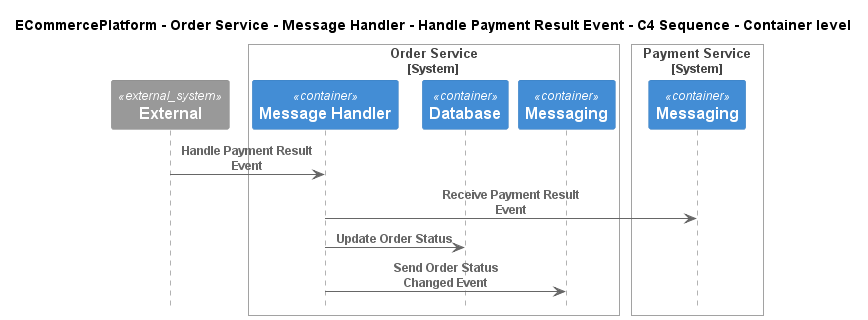 ECommercePlatform - Order Service - Message Handler - Handle Payment Result Event - C4 Sequence - Container level
Order Service
[System]
Payment Service
[System]
«external_system»
External
«container»
Message Handler
«container»
Database
«container»
Messaging
«container»
Messaging
Handle Payment Result
Event
Receive Payment Result
Event
Update Order Status
Send Order Status
Changed Event